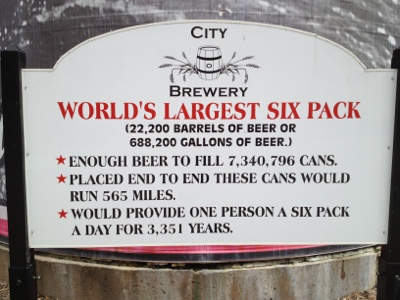 City
Brewery
WORLD'S LARGEST SIX PACK
(22,200 BARRELS OF BEER OR
688,200 GALLONS OF BEER.)
★ENOUGH BEER TO FILL 7,340,796 CANS.
★PLACED END TO END THESE CANS WOULD
RUN 565 MILES.
★WOULD PROVIDE ONE PERSON A SIX PACK
A DAY FOR 3,351 YEARS.